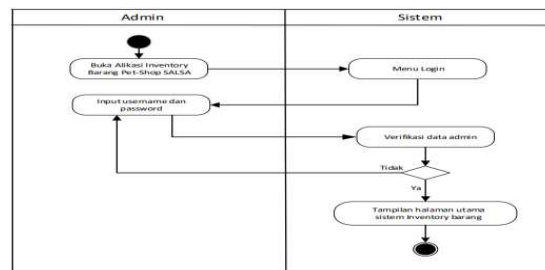 Admin
Sistem
Buka Alikasi Inventory
Barang Pet-Shop SALSA
Menu Login
Input username dan
password
Verifikasi data admin
Tidak
Ya
Tampilan halaman utama
sistem Inventory barang